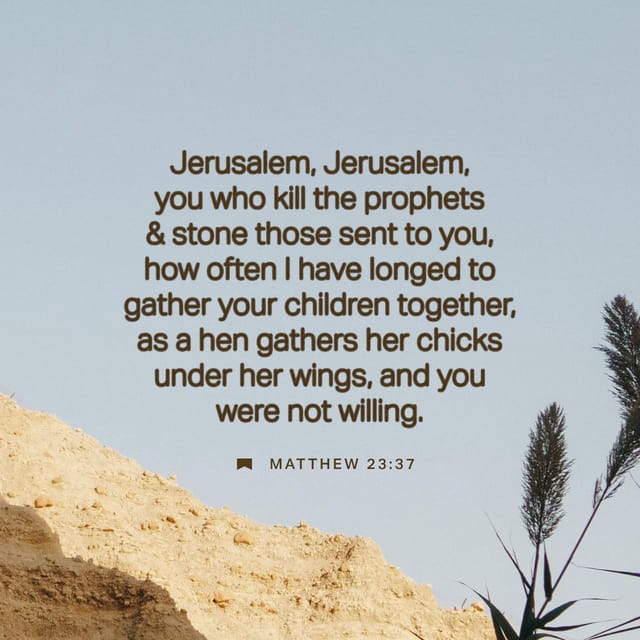 Jerusalem, Jerusalem,
you who kill the prophets
& stone those sent to you,
how often I have longed to
gather your children together,
as a hen gathers her chicks
under her wings, and you
were not willing.
MATTHEW 23:37